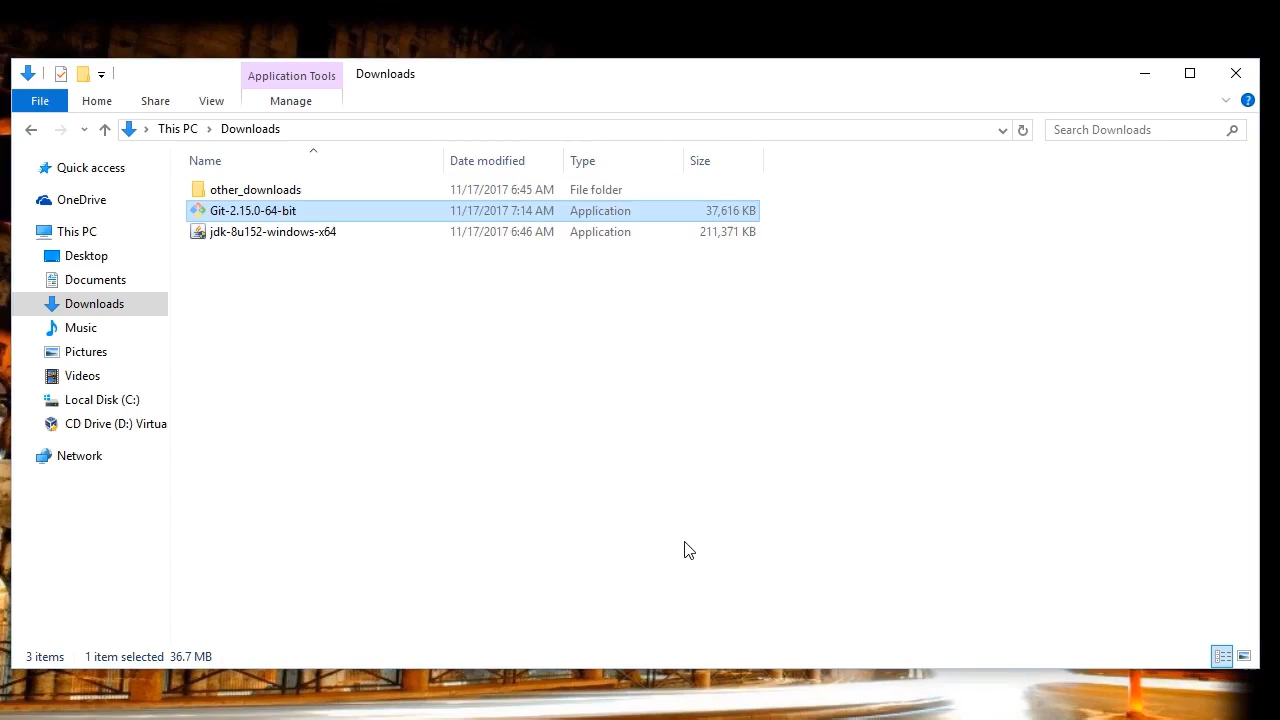 Application Tools Downloads
File Home Share View Manage
This PC Downloads Search Downloads
Name Date modified Type Size
Quick access
OneDrive
This PC
Desktop
Documents
Downloads
Music
Pictures
Videos
Local Disk (C:)
CD Drive (D:) Virtua
Network
other_downloads 11/17/2017 6:45 AM File folder
Git-2.15.0-64-bit 11/17/2017 7:14 AM Application 37,616 KB
jdk-8u152-windows-x64 11/17/2017 6:46 AM Application 211,371 KB
3 items 1 item selected 36.7 MB